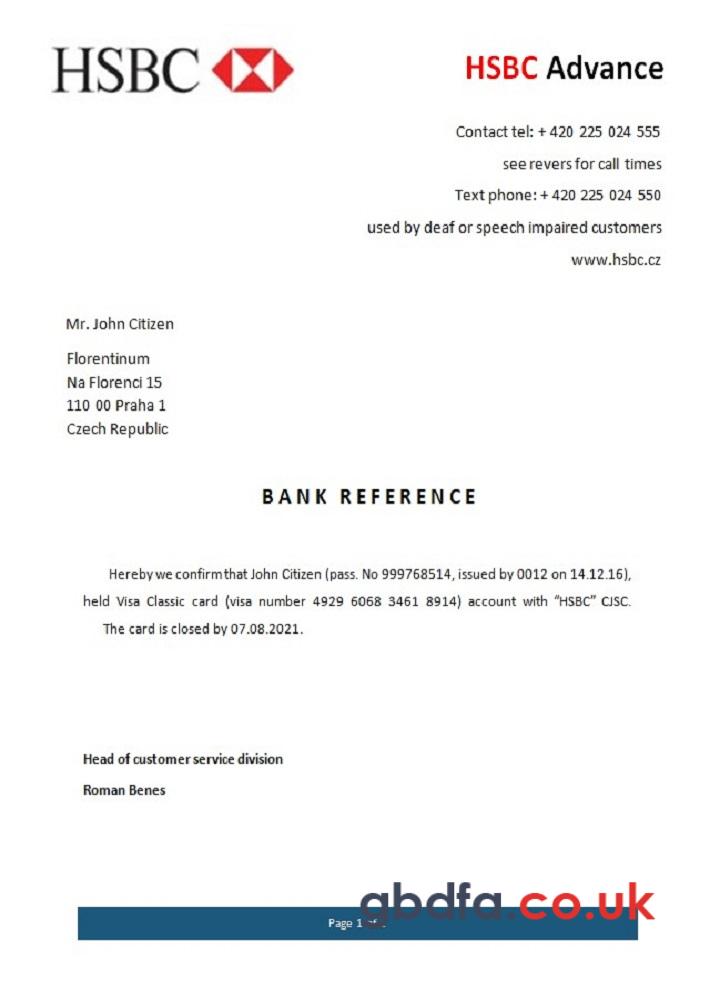 HSBC
HSBC Advance
Contact tel: + 420 225 024 555
see revers for call times
Text phone: + 420 225 024 550
used by deaf or speech impaired customers
www.hsbc.cz
Mr. John Citizen
Florentinum
Na Florenci 15
110 00 Praha 1
Czech Republic
BANK REFERENCE
Hereby we confirm that John Citizen (pass. No 999768514, issued by 0012 on 14.12.16),
held Visa Classic card (visa number 4929 6068 3461 8914) account with “HSBC” CJSC.
The card is closed by 07.08.2021.
Head of customer service division
Roman Benes
gbdfa.co.uk
Page 1